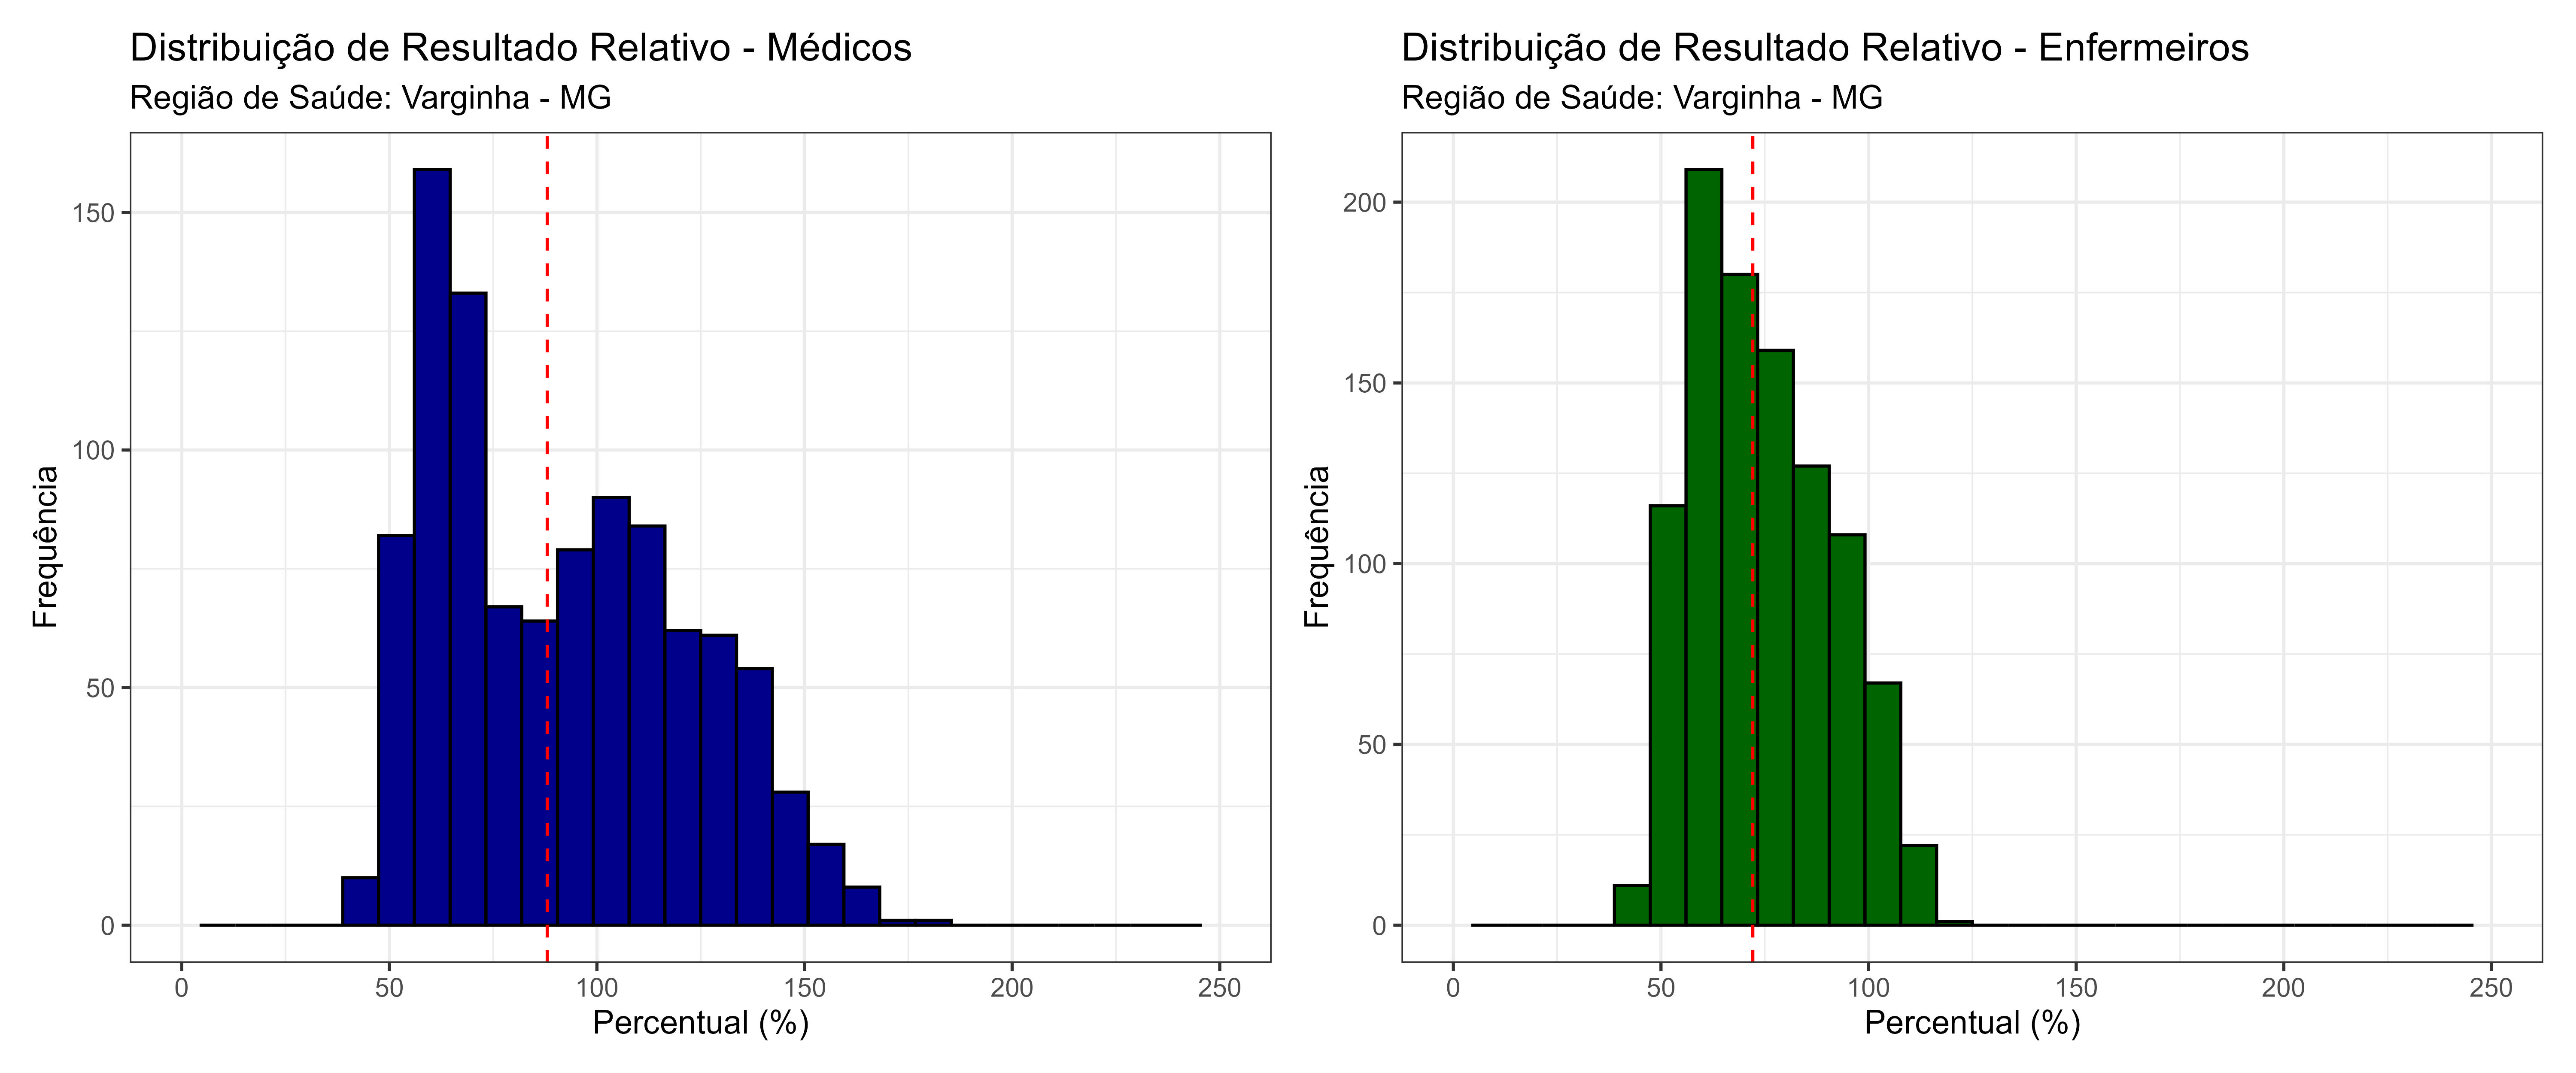 Distribuição de Resultado Relativo - Médicos
Região de Saúde: Varginha - MG
150
100
50
0
Frequência
0 50 100 150 200 250
Percentual (%)
Distribuição de Resultado Relativo - Enfermeiros
Região de Saúde: Varginha - MG
200
150
100
50
0
Frequência
0 50 100 150 200 250
Percentual (%)